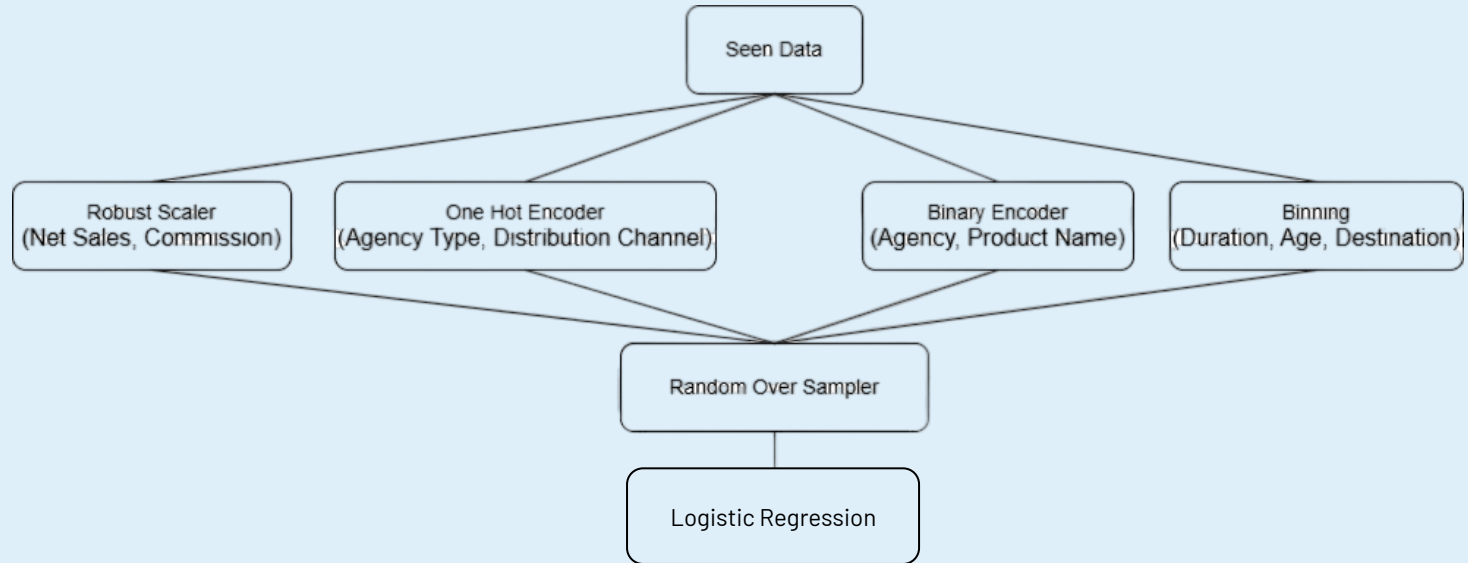 Seen Data
Robust Scaler
(Net Sales, Commission)
One Hot Encoder
(Agency Type, Distribution Channel)
Binary Encoder
(Agency, Product Name)
Binning
(Duration, Age, Destination)
Random Over Sampler
Logistic Regression